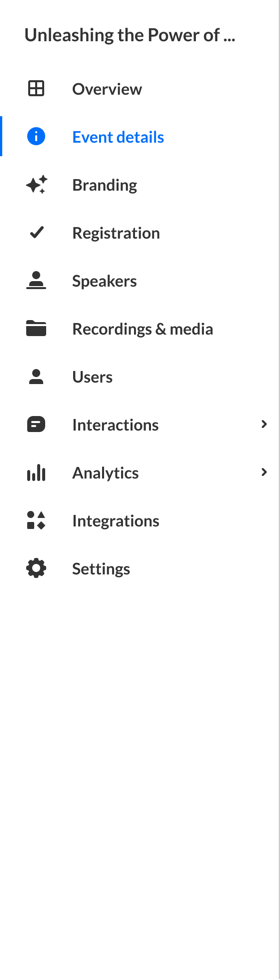 Unleashing the Power of ...
Overview
Event details
Branding
Registration
Speakers
Recordings & media
Users
Interactions
Analytics
Integrations
Settings